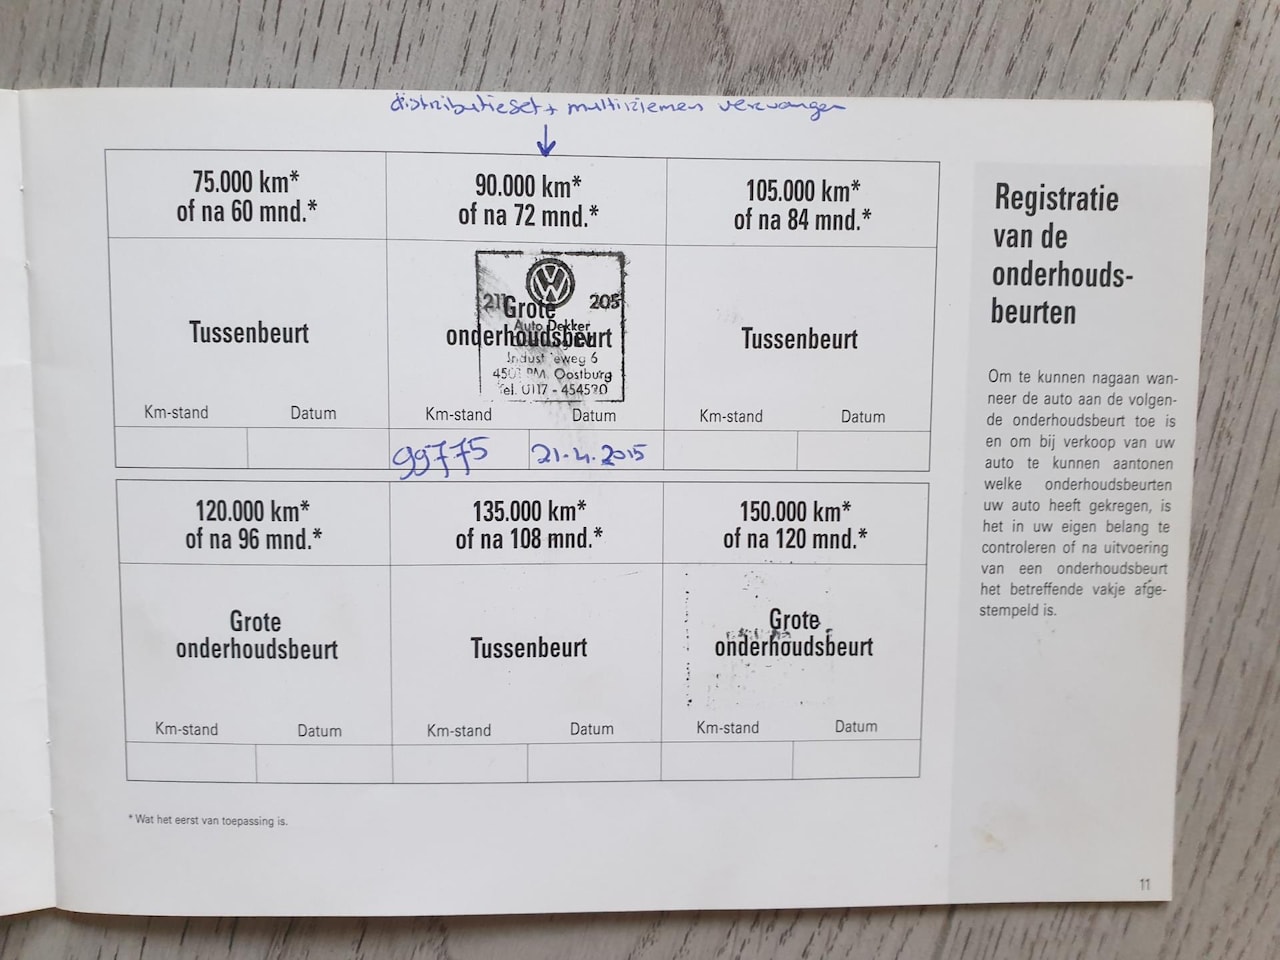 distributieset + multiriemen vervangen
75.000 km*
of na 60 mnd.*
90.000 km*
of na 72 mnd.*
105.000 km*
of na 84 mnd.*
Tussenbeurt
Grote
onderhoudsbeurt
211 205
Auto Dekker
Industrieweg 6
4501 PM Oostburg
Tel. 0117 - 454520
Tussenbeurt
Km-stand Datum
Km-stand Datum
Km-stand Datum
99775 21-4-2015
120.000 km*
of na 96 mnd.*
135.000 km*
of na 108 mnd.*
150.000 km*
of na 120 mnd.*
Grote
onderhoudsbeurt
Tussenbeurt
Grote
onderhoudsbeurt
Km-stand Datum
Km-stand Datum
Km-stand Datum
* Wat het eerst van toepassing is.
Registratie
van de
onderhouds-
beurten
Om te kunnen nagaan wan-
neer de auto aan de volgen-
de onderhoudsbeurt toe is
en om bij verkoop van uw
auto te kunnen aantonen
welke onderhoudsbeurten
uw auto heeft gekregen, is
het in uw eigen belang te
controleren of na uitvoering
van een onderhoudsbeurt
het betreffende vakje afge-
stempeld is.
11